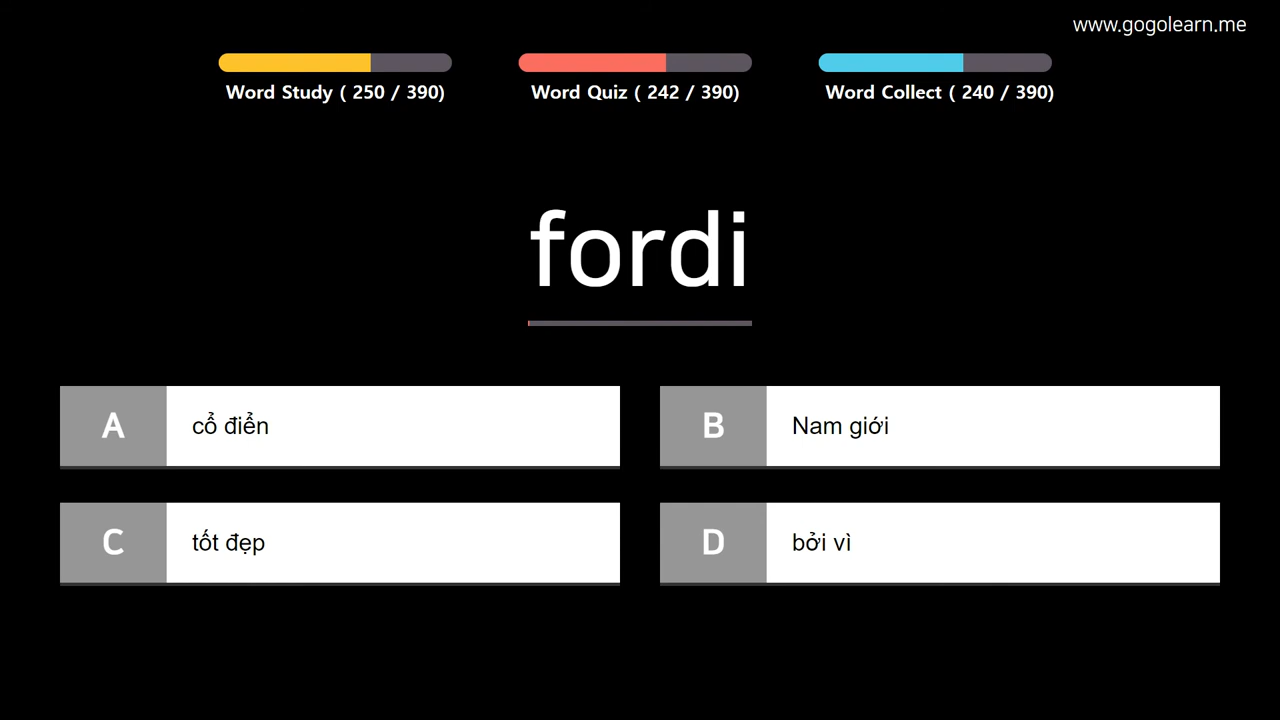 www.gogolearn.me
Word Study ( 250 / 390)
Word Quiz ( 242 / 390)
Word Collect ( 240 / 390)
fordi
A cổ điển
B Nam giới
C tốt đẹp
D bởi vì